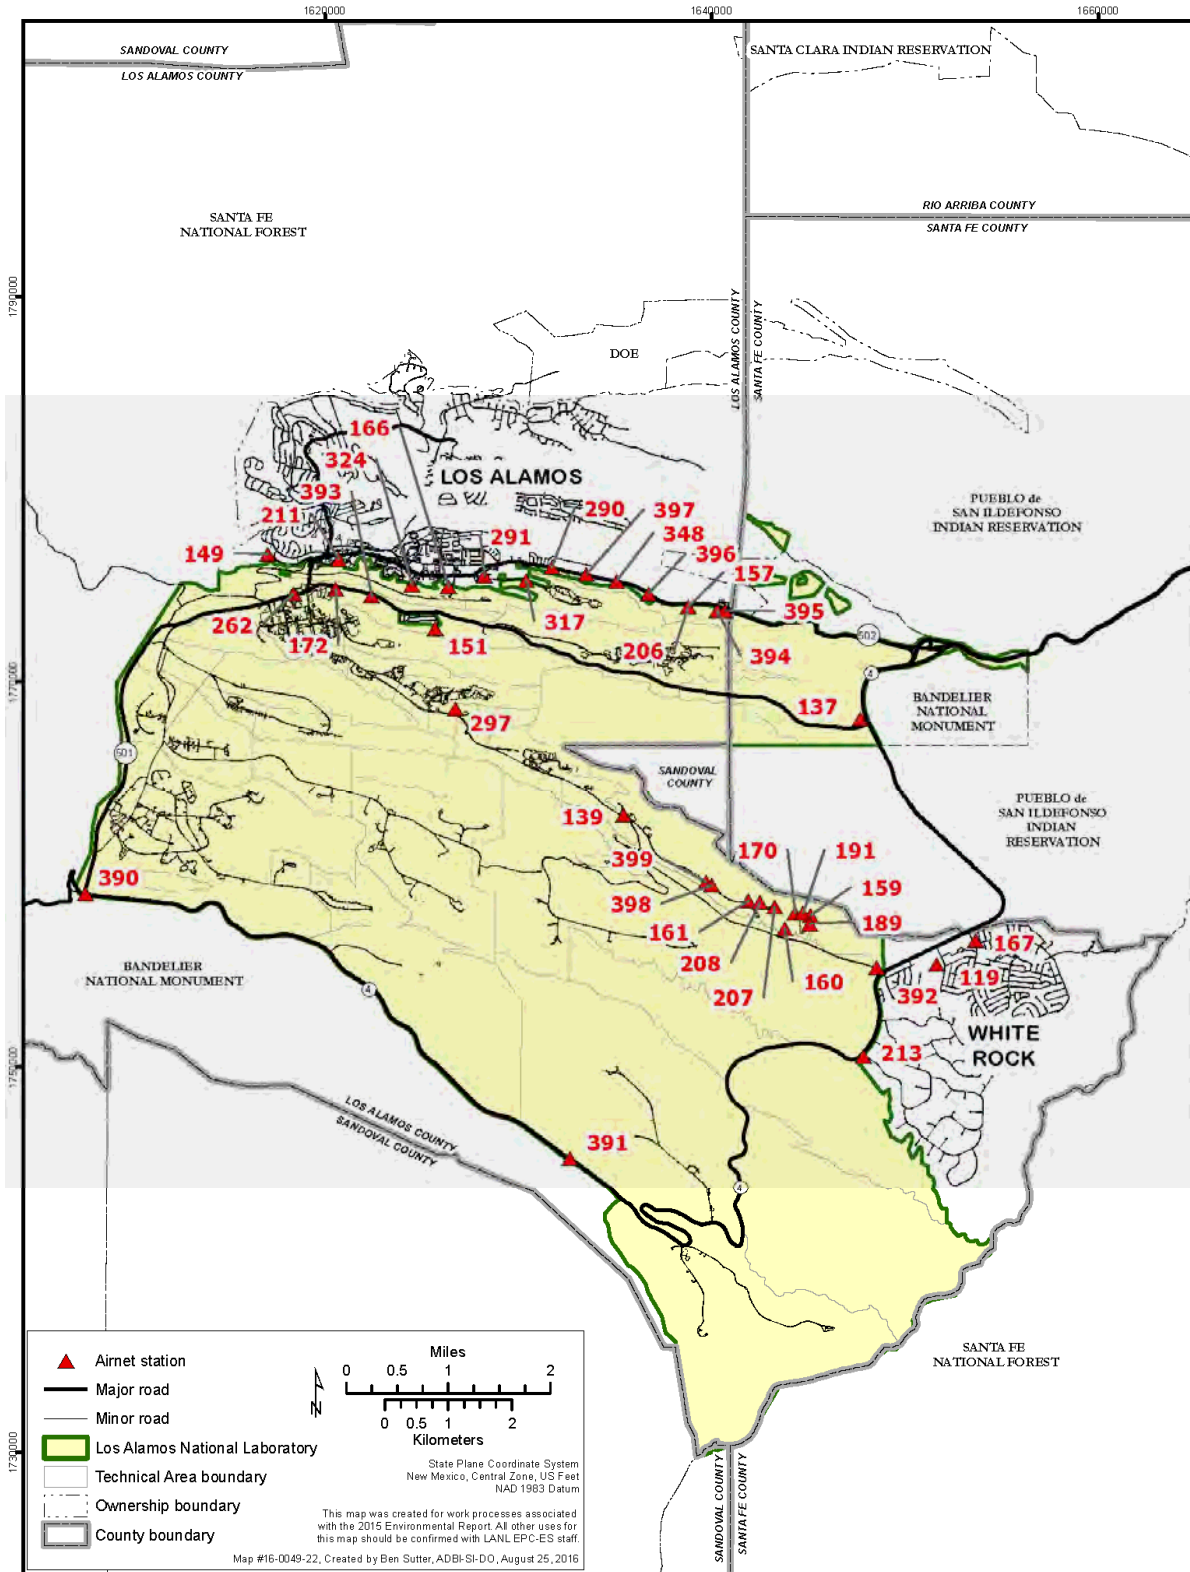 1620000
1640000
1660000
SANDOVAL COUNTY
LOS ALAMOS COUNTY
SANTA CLARA INDIAN RESERVATION
RIO ARRIBA COUNTY
SANTA FE COUNTY
SANTA FE
NATIONAL FOREST
1790000
LOS ALAMOS COUNTY
SANTA FE COUNTY
DOE
166
324
393
211
149
LOS ALAMOS
291
290
397
348
396
157
PUEBLO de
SAN ILDEFONSO
INDIAN RESERVATION
262
172
151
317
206
394
395
502
4
1770000
137
BANDELIER
NATIONAL
MONUMENT
297
501
SANDOVAL
COUNTY
PUEBLO de
SAN ILDEFONSO
INDIAN
RESERVATION
139
399
170
191
390
398
159
161
189
208
167
207
160
392
119
BANDELIER
NATIONAL MONUMENT
4
WHITE
ROCK
213
1750000
LOS ALAMOS COUNTY
SANDOVAL COUNTY
391
4
SANTA FE
NATIONAL FOREST
1730000
SANDOVAL COUNTY
SANTA FE COUNTY
Airnet station
Major road
Minor road
Los Alamos National Laboratory
Technical Area boundary
Ownership boundary
County boundary
N
Miles
0 0.5 1 2
0 0.5 1 2
Kilometers
State Plane Coordinate System
New Mexico, Central Zone, US Feet
NAD 1983 Datum
This map was created for work processes associated
with the 2015 Environmental Report. All other uses for
this map should be confirmed with LANL EPC-ES staff.
Map #16-0049-22, Created by Ben Sutter, ADBI-SI-DO, August 25, 2016